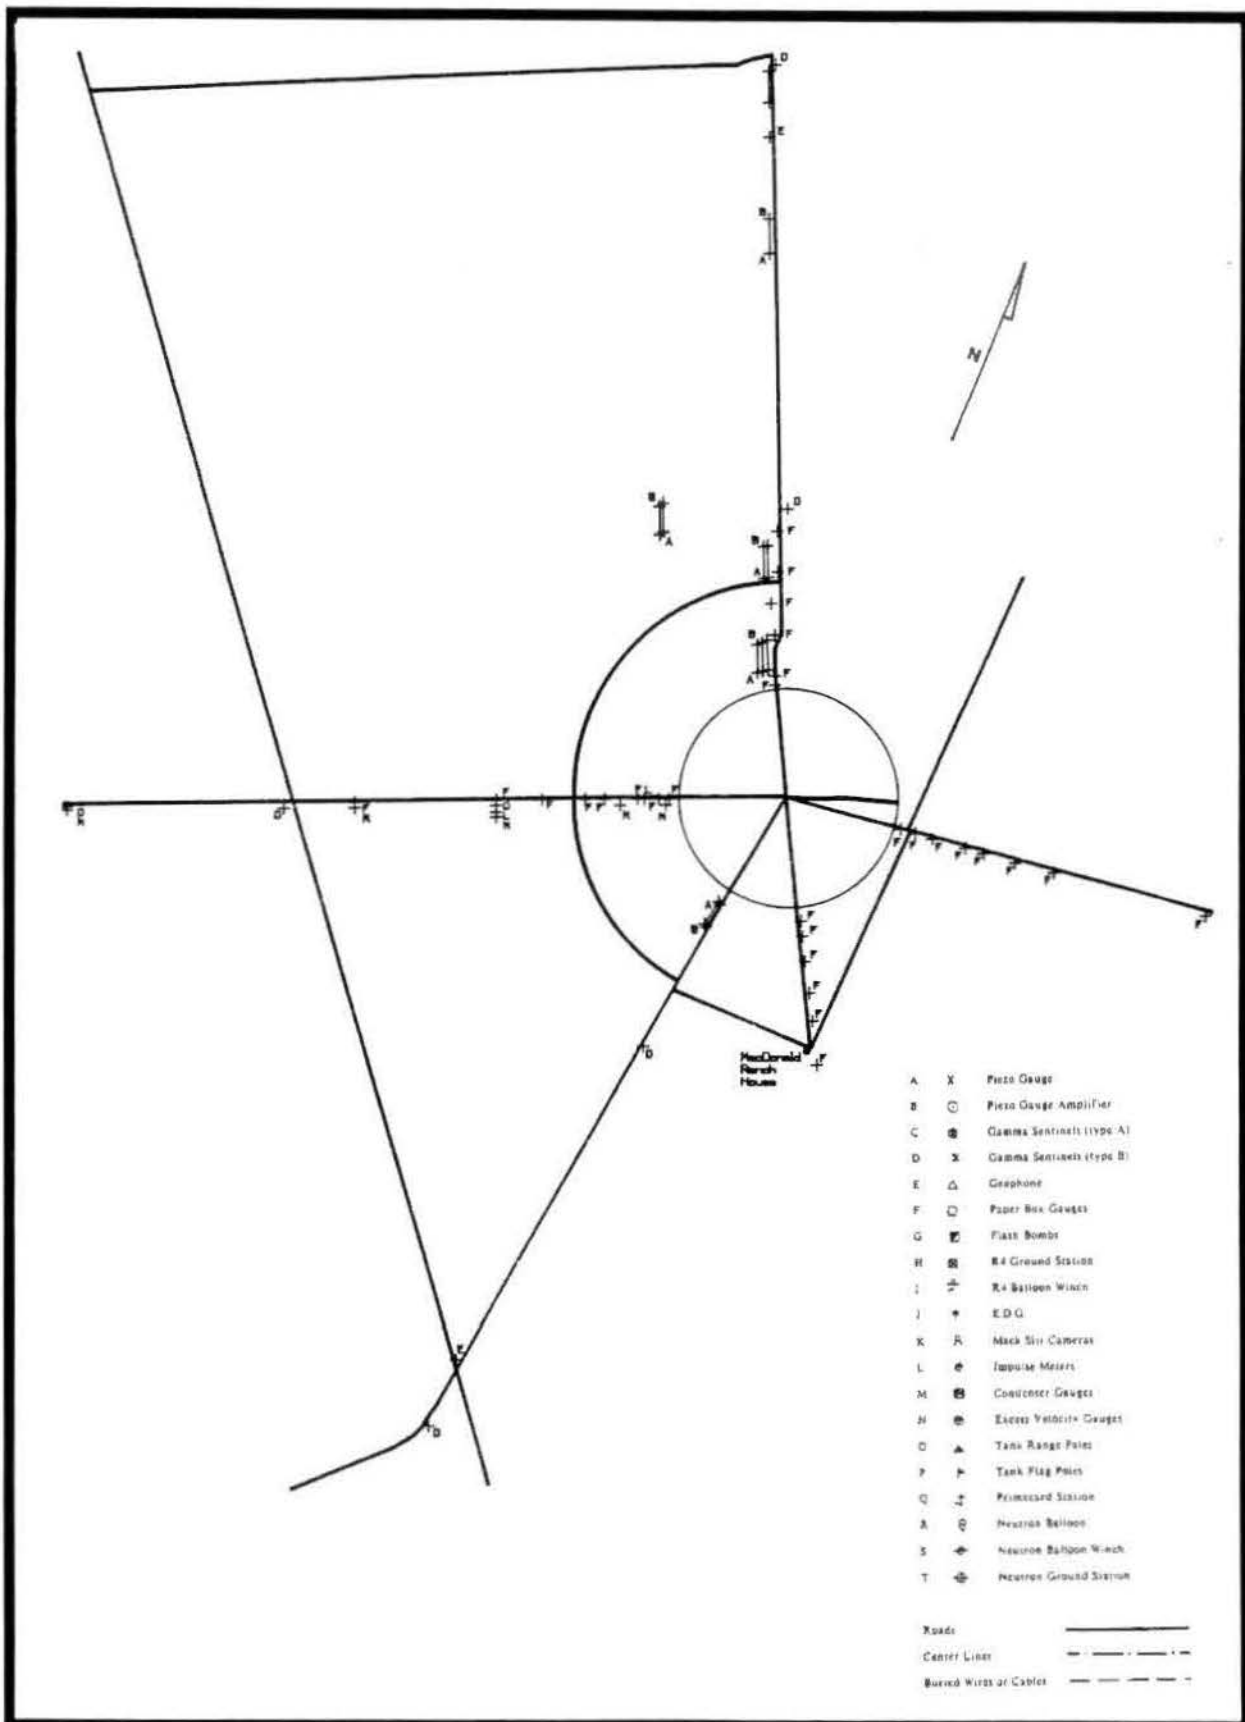 D
E
B
A
N
B
A
D
F
B
A
F
F
B
F
A
F
F
F
F
F
F
D
K
D
F
K
D
L
K
F
F
F
M
F
F
N
F
F
F
F
F
F
F
F
A
B
F
F
F
F
F
D
MacDonald
Ranch
House
F
E
D
A Piezo Gauge
B Piezo Gauge Amplifier
C Gamma Sentinels (type A)
D Gamma Sentinels (type B)
E Geophone
F Paper Box Gauges
G Flash Bombs
H R4 Ground Station
I R4 Balloon Winch
J E.D.G.
K Mack Slit Cameras
L Impulse Meters
M Condenser Gauges
N Excess Velocity Gauges
O Tank Range Poles
P Tank Flag Poles
Q Primacord Station
R Neutron Balloon
S Neutron Balloon Winch
T Neutron Ground Station
Roads
Center Lines
Buried Wires or Cables